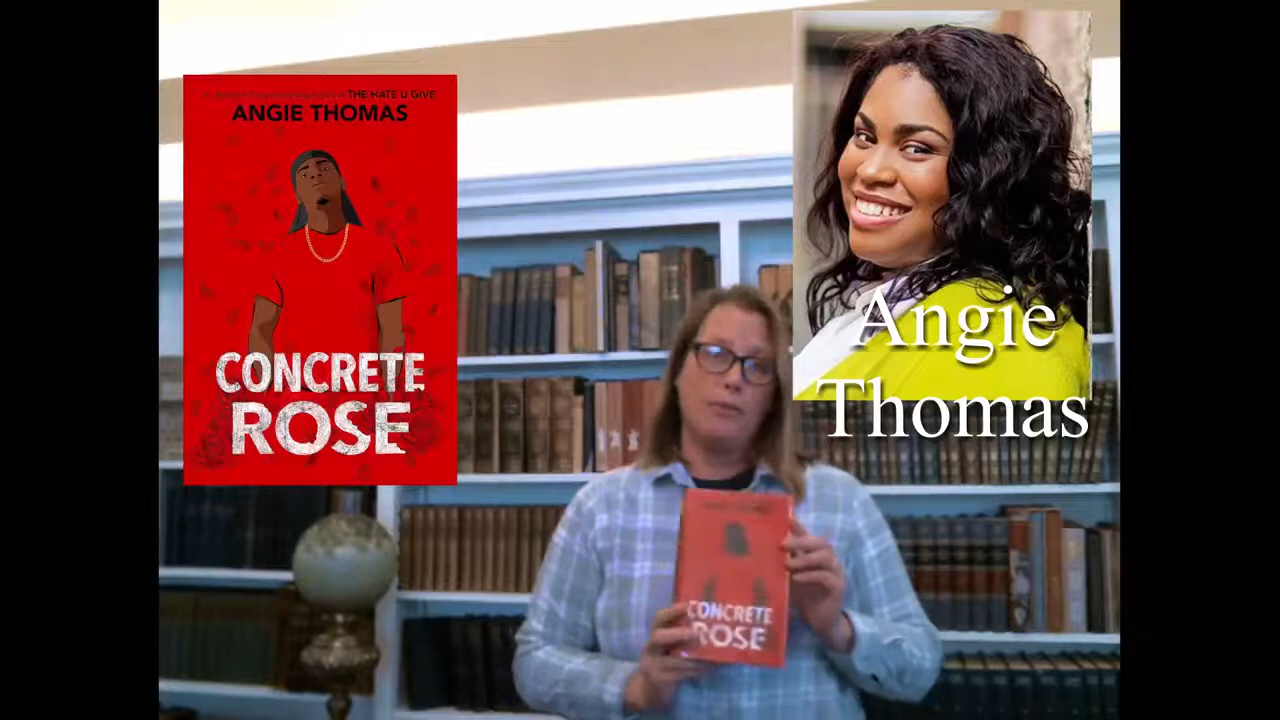 THE HATE U GIVE
ANGIE THOMAS
CONCRETE
ROSE
Angie
Thomas
CONCRETE
ROSE